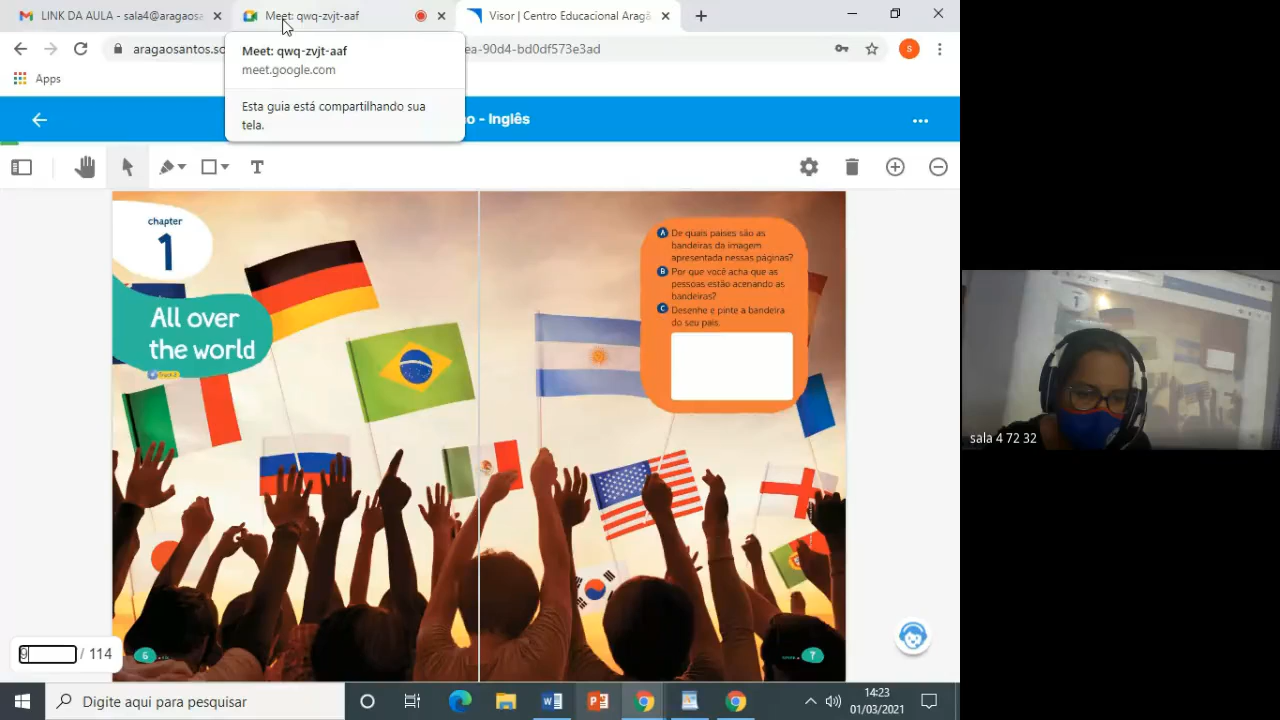 LINK DA AULA - sala4@aragaosa
Meet: qwq-zvjt-aaf
Visor | Centro Educacional Aragã
aragaosantos.so
ea-90d4-bd0df573e3ad
S
Apps
Meet: qwq-zvjt-aaf
meet.google.com
Esta guia está compartilhando sua
tela.
o - Inglês
T
chapter
1
All over
the world
A De quais países são as
bandeiras da imagem
apresentada nessas páginas?
B Por que você acha que as
pessoas estão acenando as
bandeiras?
C Desenhe e pinte a bandeira
do seu país.
sala 4 72 32
9 / 114
6
7
Digite aqui para pesquisar
14:23
01/03/2021